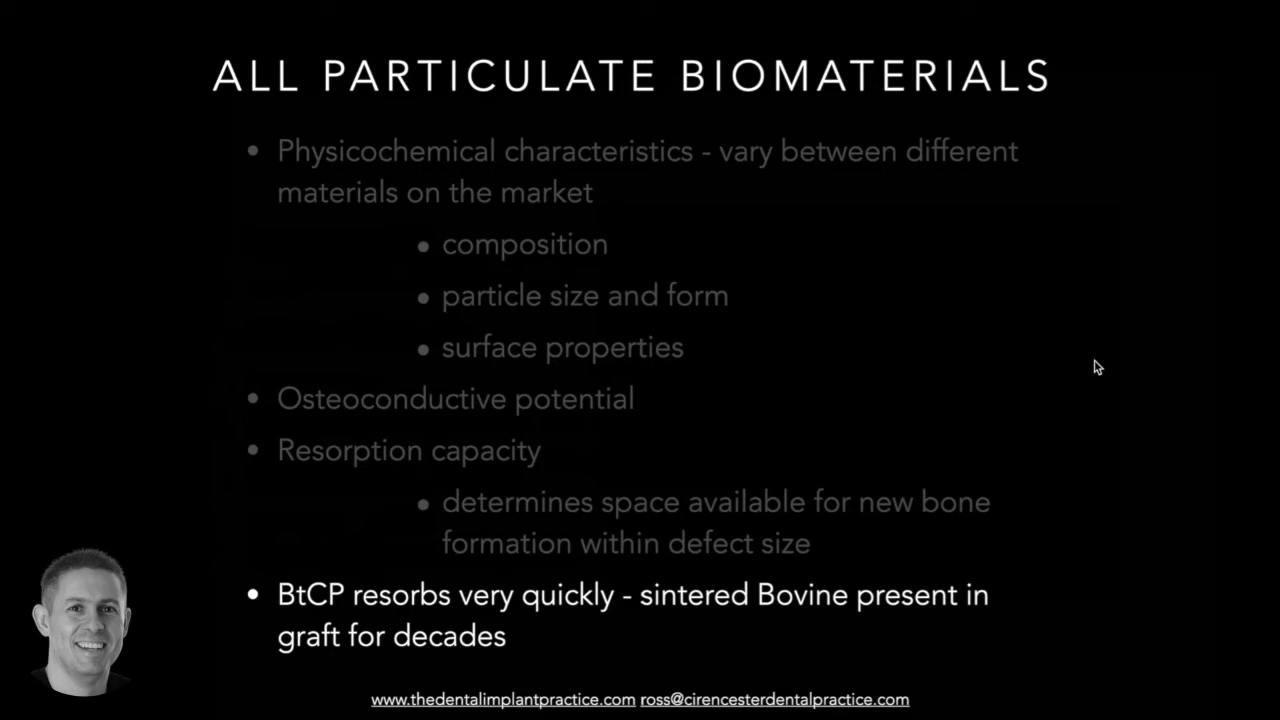 ALL PARTICULATE BIOMATERIALS
• Physicochemical characteristics - vary between different
materials on the market
• composition
• particle size and form
• surface properties
• Osteoconductive potential
• Resorption capacity
• determines space available for new bone
formation within defect size
• BtCP resorbs very quickly - sintered Bovine present in
graft for decades
www.thedentalimplantpractice.com ross@cirencesterdentalpractice.com